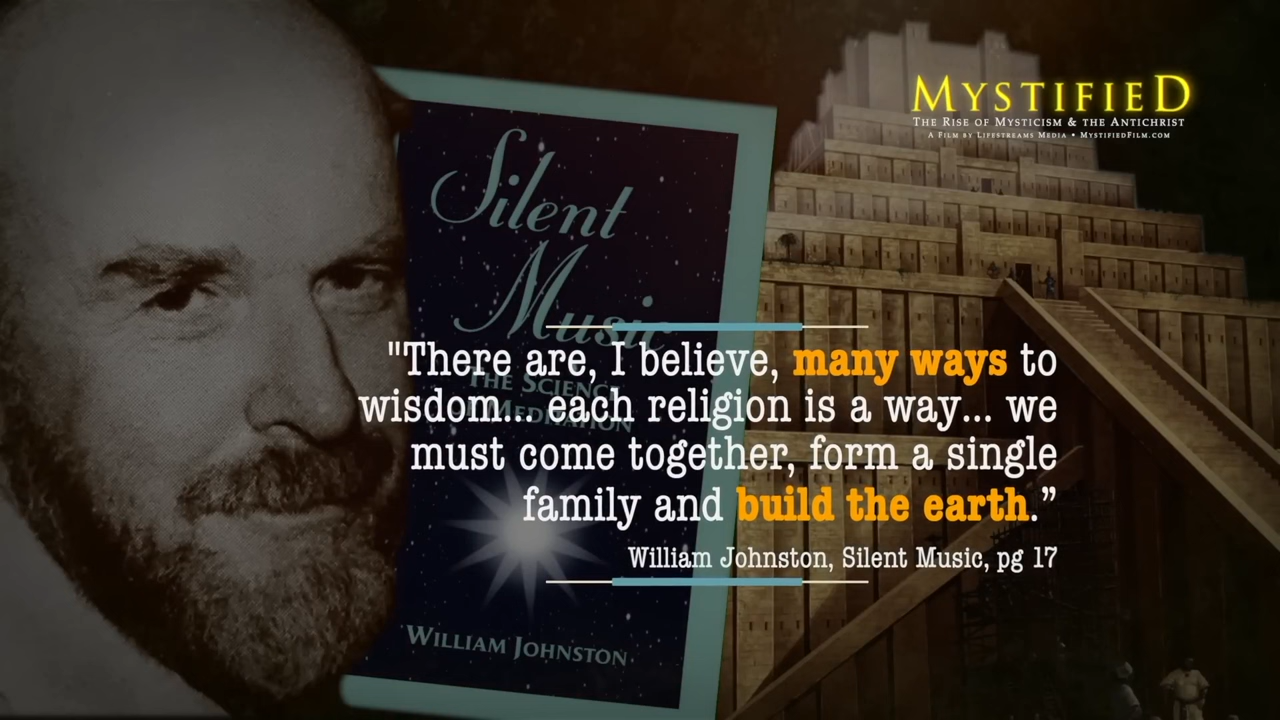 MYSTIFIED
THE RISE OF MYSTICISM & THE ANTICHRIST
A FILM BY LIFESTREAMS MEDIA • MYSTIFIEDFILM.COM
Silent
Music
THE SCIENCE
OF MEDITATION
"There are, I believe, many ways to
wisdom... each religion is a way... we
must come together, form a single
family and build the earth.”
William Johnston, Silent Music, pg 17
WILLIAM JOHNSTON